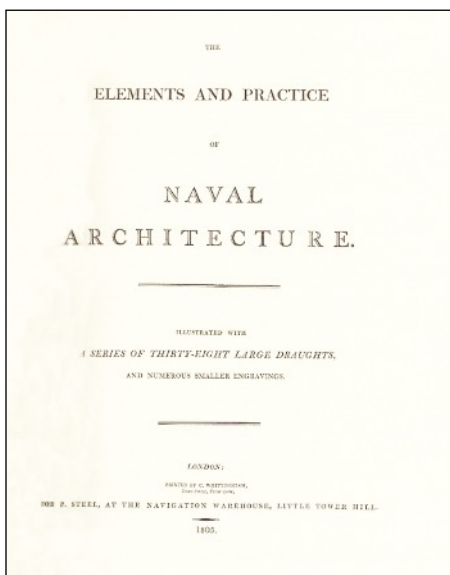 THE
ELEMENTS AND PRACTICE
OF
NAVAL
ARCHITECTURE.
ILLUSTRATED WITH
A SERIES OF THIRTY-EIGHT LARGE DRAUGHTS,
AND NUMEROUS SMALLER ENGRAVINGS.
LONDON:
PRINTED BY C. WHITTINGHAM,
FOR P. STEEL, AT THE NAVIGATION WAREHOUSE, LITTLE TOWER HILL.